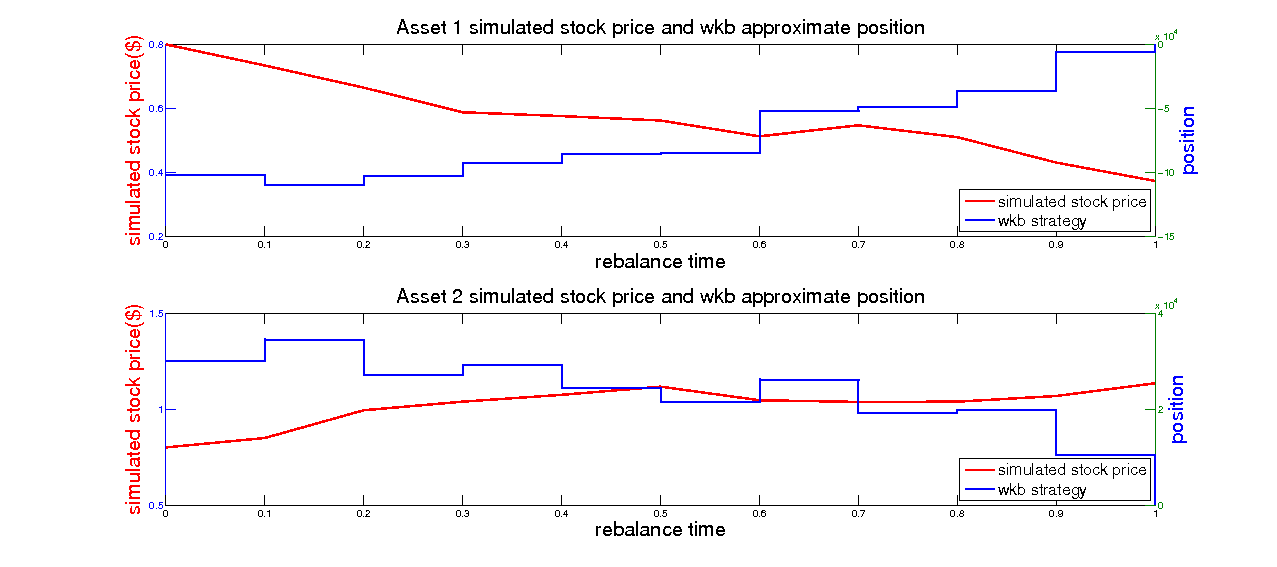 Asset 1 simulated stock price and wkb approximate position
x 10^4
simulated stock price($)
0.8
0.6
0.4
0.2
0
-5
-10
-15
position
simulated stock price
wkb strategy
0 0.1 0.2 0.3 0.4 0.5 0.6 0.7 0.8 0.9 1
rebalance time
Asset 2 simulated stock price and wkb approximate position
x 10^4
simulated stock price($)
1.5
1
0.5
4
2
0
position
simulated stock price
wkb strategy
0 0.1 0.2 0.3 0.4 0.5 0.6 0.7 0.8 0.9 1
rebalance time